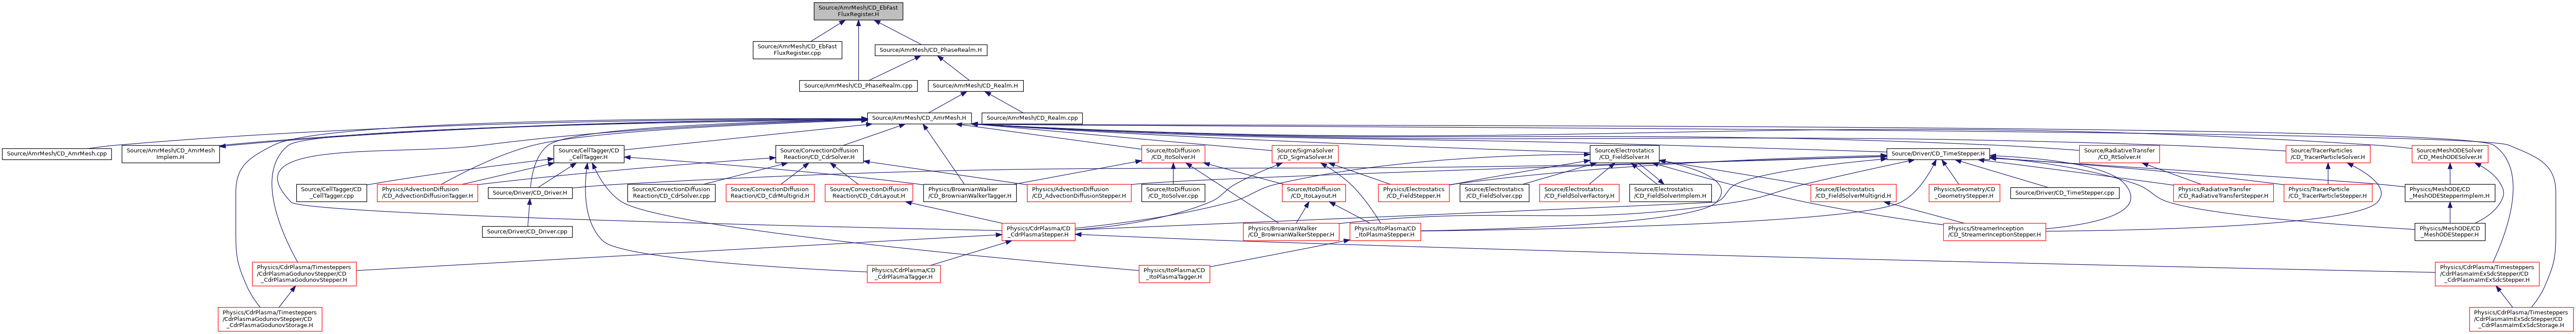 Source/AmrMesh/CD_EbFast
FluxRegister.H
Source/AmrMesh/CD_EbFast
FluxRegister.cpp
Source/AmrMesh/CD_PhaseRealm.H
Source/AmrMesh/CD_PhaseRealm.cpp
Source/AmrMesh/CD_Realm.H
Source/AmrMesh/CD_AmrMesh.H
Source/AmrMesh/CD_Realm.cpp
Source/AmrMesh/CD_AmrMesh.cpp
Source/AmrMesh/CD_AmrMesh
Implem.H
Source/CellTagger/CD
_CellTagger.H
Source/ConvectionDiffusion
Reaction/CD_CdrSolver.H
Source/ItoDiffusion
/CD_ItoSolver.H
Source/SigmaSolver
/CD_SigmaSolver.H
Source/Electrostatics
/CD_FieldSolver.H
Source/Driver/CD_TimeStepper.H
Source/RadiativeTransfer
/CD_RtSolver.H
Source/TracerParticles
/CD_TracerParticleSolver.H
Source/MeshODESolver
/CD_MeshODESolver.H
Source/CellTagger/CD
_CellTagger.cpp
Physics/AdvectionDiffusion
/CD_AdvectionDiffusionTagger.H
Source/Driver/CD_Driver.H
Source/ConvectionDiffusion
Reaction/CD_CdrSolver.cpp
Source/ConvectionDiffusion
Reaction/CD_CdrMultigrid.H
Source/ConvectionDiffusion
Reaction/CD_CdrLayout.H
Physics/BrownianWalker
/CD_BrownianWalkerTagger.H
Physics/AdvectionDiffusion
/CD_AdvectionDiffusionStepper.H
Source/ItoDiffusion
/CD_ItoSolver.cpp
Source/ItoDiffusion
/CD_ItoLayout.H
Physics/Electrostatics
/CD_FieldStepper.H
Source/Electrostatics
/CD_FieldSolver.cpp
Source/Electrostatics
/CD_FieldSolverFactory.H
Source/Electrostatics
/CD_FieldSolverImplem.H
Source/Electrostatics
/CD_FieldSolverMultigrid.H
Physics/Geometry/CD
_GeometryStepper.H
Source/Driver/CD_TimeStepper.cpp
Physics/RadiativeTransfer
/CD_RadiativeTransferStepper.H
Physics/TracerParticle
/CD_TracerParticleStepper.H
Physics/MeshODE/CD
_MeshODEStepperImplem.H
Source/Driver/CD_Driver.cpp
Physics/CdrPlasma/CD
_CdrPlasmaStepper.H
Physics/BrownianWalker
/CD_BrownianWalkerStepper.H
Physics/ItoPlasma/CD
_ItoPlasmaStepper.H
Physics/StreamerInception
/CD_StreamerInceptionStepper.H
Physics/MeshODE/CD
_MeshODEStepper.H
Physics/CdrPlasma/Timesteppers
/CdrPlasmaGodunovStepper/CD
_CdrPlasmaGodunovStepper.H
Physics/CdrPlasma/CD
_CdrPlasmaTagger.H
Physics/ItoPlasma/CD
_ItoPlasmaTagger.H
Physics/CdrPlasma/Timesteppers
/CdrPlasmaImExSdcStepper/CD
_CdrPlasmaImExSdcStepper.H
Physics/CdrPlasma/Timesteppers
/CdrPlasmaGodunovStepper/CD
_CdrPlasmaGodunovStorage.H
Physics/CdrPlasma/Timesteppers
/CdrPlasmaImExSdcStepper/CD
_CdrPlasmaImExSdcStorage.H